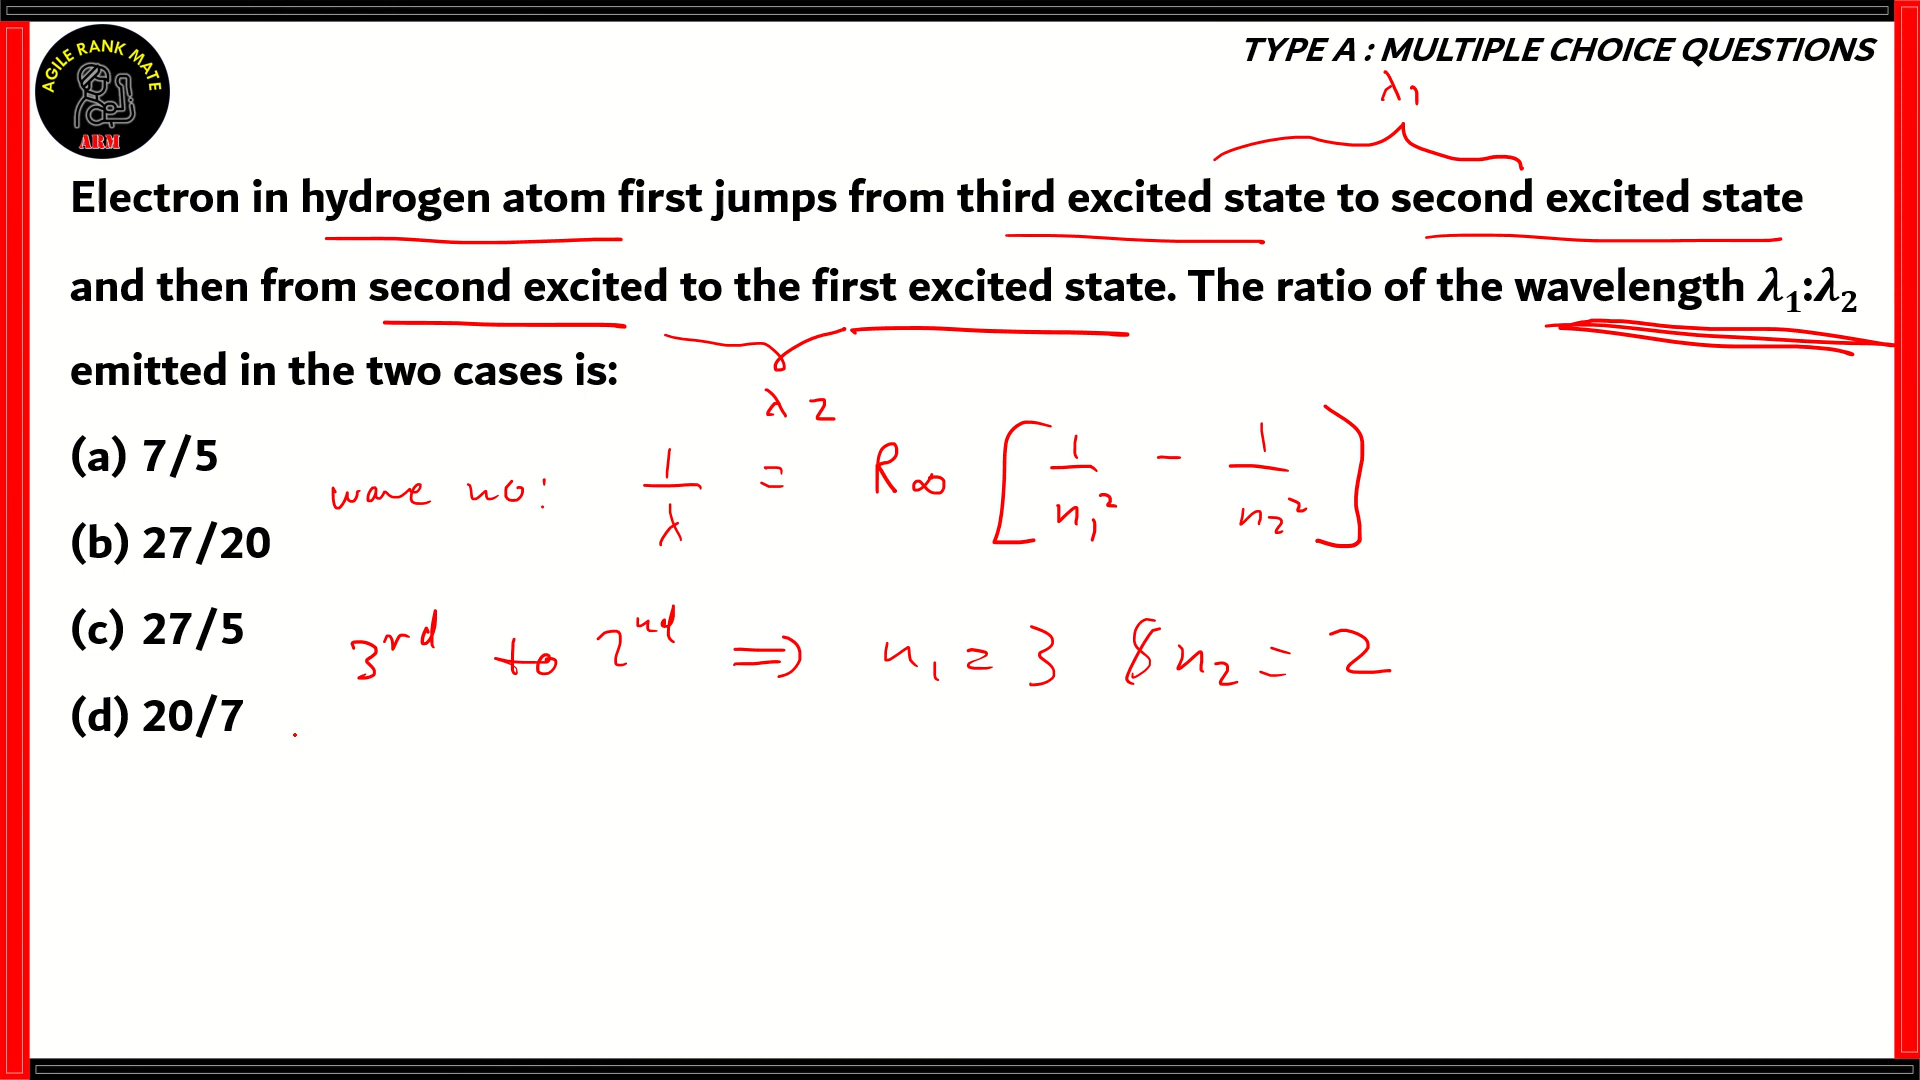 AGILE RANK MATE
ARM
TYPE A : MULTIPLE CHOICE QUESTIONS
λ1
Electron in hydrogen atom first jumps from third excited state to second excited state
and then from second excited to the first excited state. The ratio of the wavelength λ₁:λ₂
emitted in the two cases is:
λ 2
(a) 7/5
wave no: 1/λ = R∞ [1/n₁² - 1/n₂²]
(b) 27/20
(c) 27/5
3rd to 2nd ⇒ n₁ = 3 & n₂ = 2
(d) 20/7